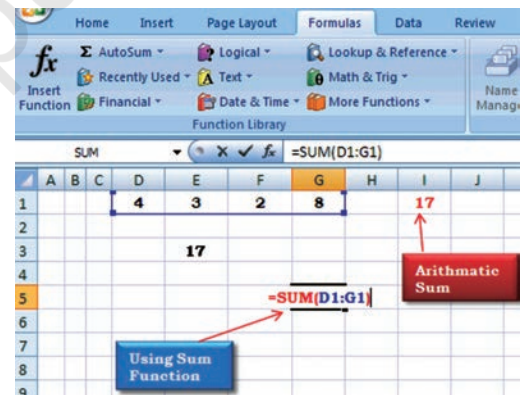 Home Insert Page Layout Formulas Data Review
Σ AutoSum Logical Lookup & Reference
fx Recently Used Text Math & Trig
Insert Function Financial Date & Time More Functions Name
Function Library
SUM fx =SUM(D1:G1)
A B C D E F G H I J
1 4 3 2 8 17
2
3 17
4
Arithmatic
Sum
5 =SUM(D1:G1)
6
7
Using Sum
Function
8
9